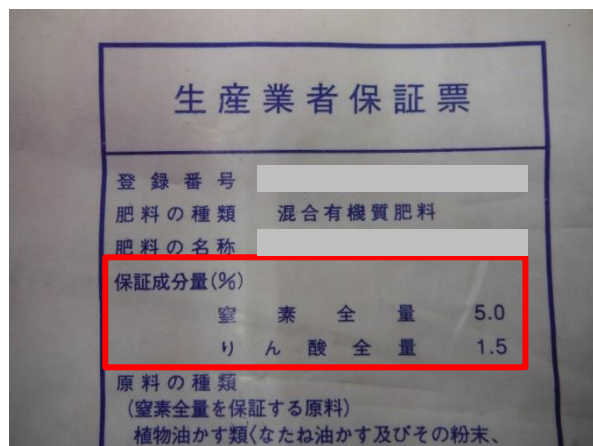 生産業者保証票
登録番号
肥料の種類 混合有機質肥料
肥料の名称
保証成分量(%)
窒素全量 5.0
りん酸全量 1.5
原料の種類
(窒素全量を保証する原料)
植物油かす類(なたね油かす及びその粉末、